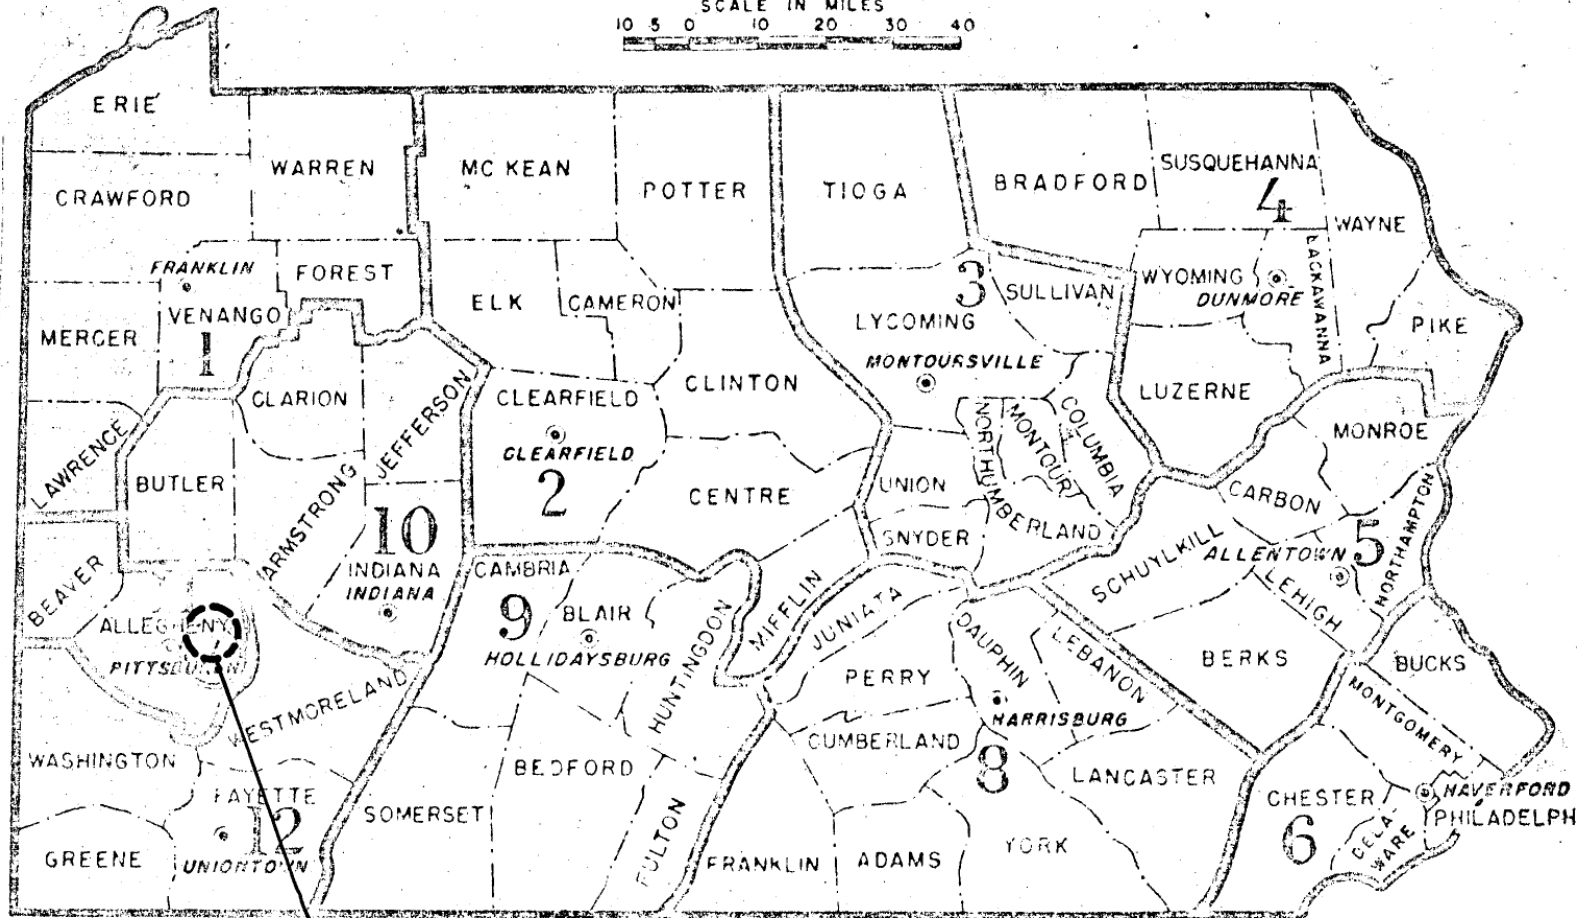 SCALE IN MILES
10 5 0 10 20 30 40
ERIE
WARREN
MC KEAN
POTTER
TIOGA
BRADFORD
SUSQUEHANNA
4
WAYNE
CRAWFORD
FRANKLIN
FOREST
ELK
CAMERON
3
SULLIVAN
WYOMING
DUNMORE
LACKAWANNA
PIKE
MERCER
VENANGO
1
LYCOMING
MONTOURSVILLE
LUZERNE
CLARION
JEFFERSON
CLEARFIELD
CLEARFIELD
2
CLINTON
NORTHUMBERLAND
MONTOUR
COLUMBIA
MONROE
LAWRENCE
BUTLER
ARMSTRONG
10
CENTRE
UNION
SNYDER
CARBON
5
NORTHAMPTON
BEAVER
INDIANA
INDIANA
CAMBRIA
9
BLAIR
HOLLIDAYSBURG
HUNTINGDON
MIFFLIN
JUNIATA
SCHUYLKILL
ALLENTOWN
LEHIGH
ALLEGHENY
PITTSBURGH
WESTMORELAND
PERRY
DAUPHIN
LEBANON
BERKS
BUCKS
HARRISBURG
MONTGOMERY
WASHINGTON
FAYETTE
12
UNIONTOWN
SOMERSET
BEDFORD
FULTON
CUMBERLAND
8
LANCASTER
CHESTER
6
DELA-
WARE
HAVERFORD
PHILADELPH
GREENE
FRANKLIN
ADAMS
YORK